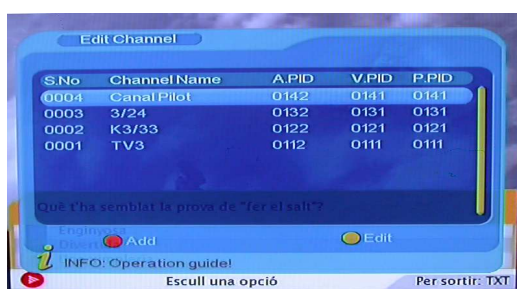 Edit Channel
S.No Channel Name A.PID V.PID P.PID
0004 Canal Pilot 0142 0141 0141
0003 3/24 0132 0131 0131
0002 K3/33 0122 0121 0121
0001 TV3 0112 0111 0111
Què t'ha semblat la prova de "fer el salt"?
Enginyosa
Add Edit
INFO: Operation guide!
Escull una opció Per sortir: TXT